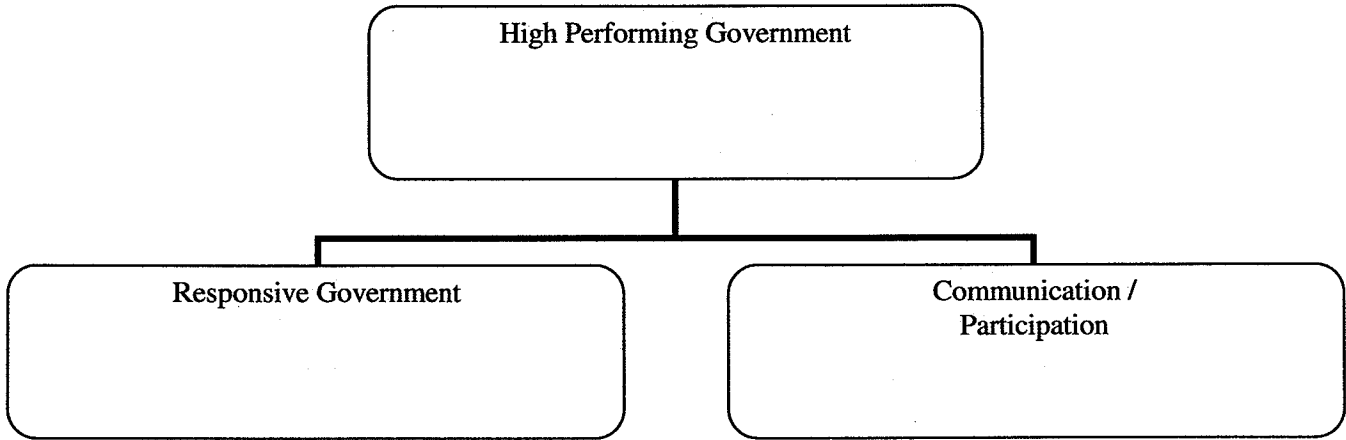 High Performing Government
Responsive Government
Communication /
Participation